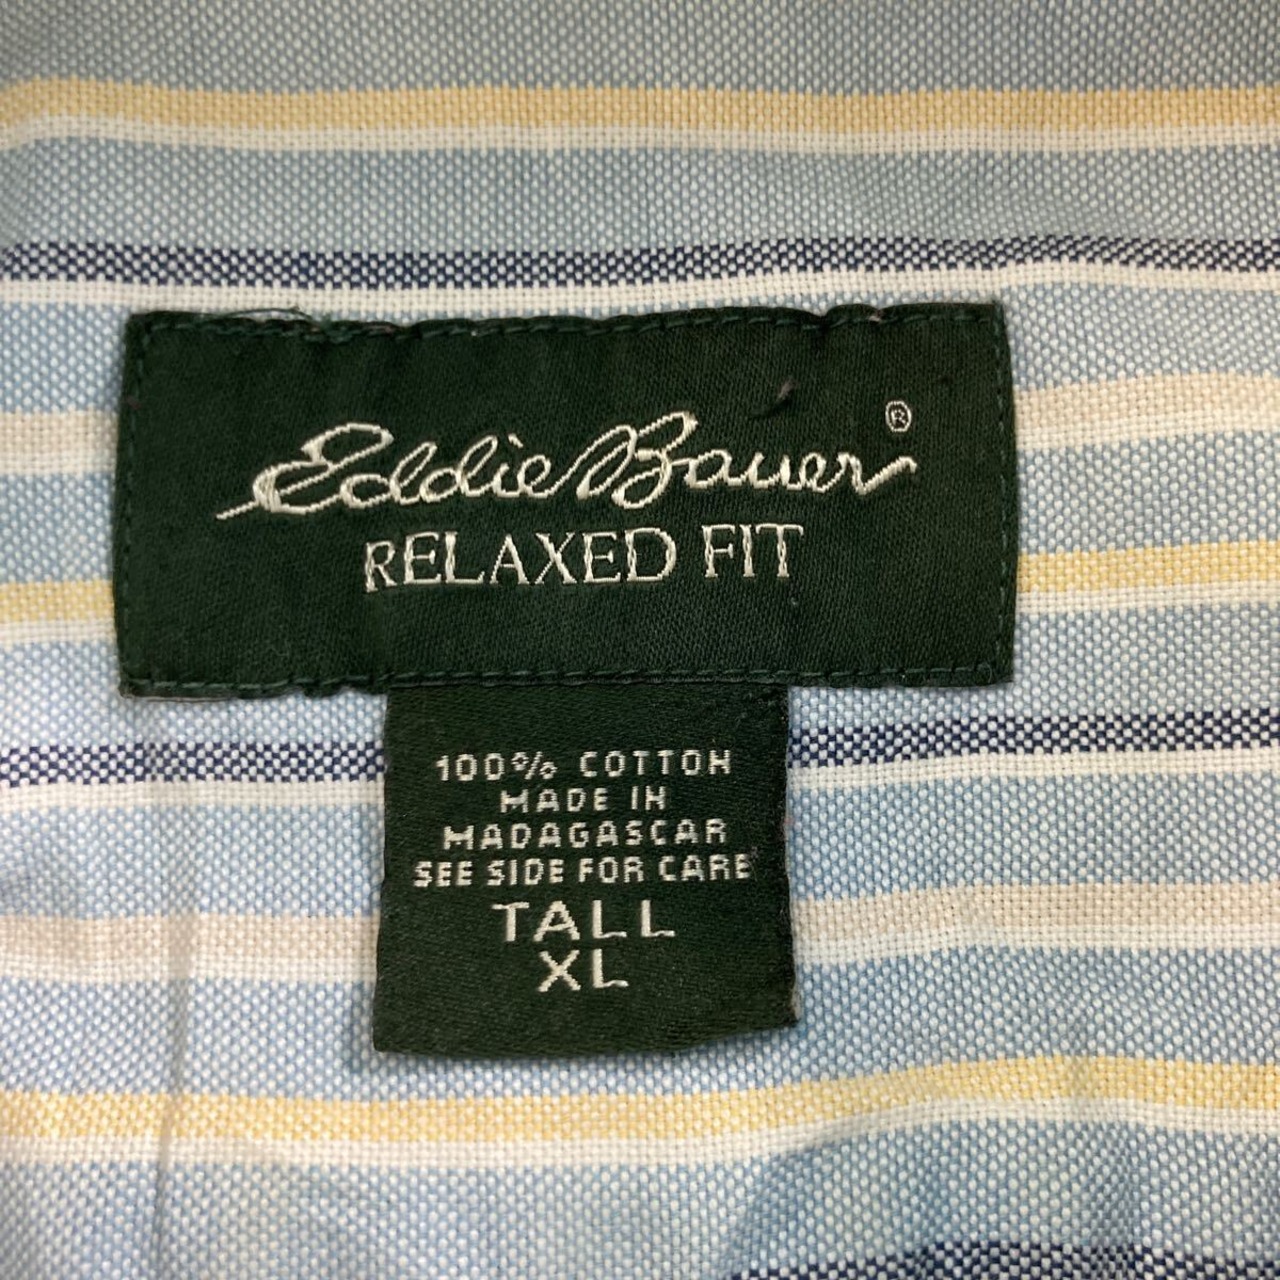 Eddie Bauer®
RELAXED FIT
100% COTTON
MADE IN
MADAGASCAR
SEE SIDE FOR CARE
TALL
XL